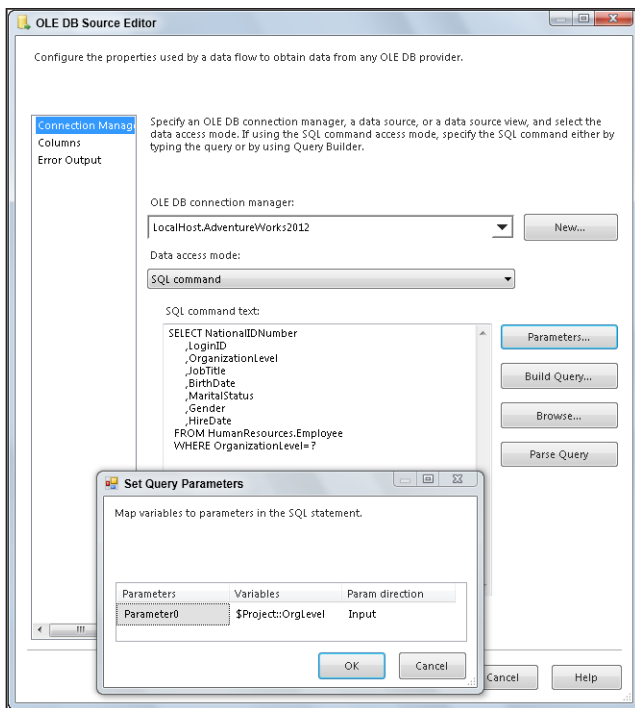 OLE DB Source Editor
Configure the properties used by a data flow to obtain data from any OLE DB provider.
Connection Manag
Columns
Error Output
Specify an OLE DB connection manager, a data source, or a data source view, and select the
data access mode. If using the SQL command access mode, specify the SQL command either by
typing the query or by using Query Builder.
OLE DB connection manager:
LocalHost.AdventureWorks2012
New...
Data access mode:
SQL command
SQL command text:
SELECT NationalIDNumber
,LoginID
,OrganizationLevel
,JobTitle
,BirthDate
,MaritalStatus
,Gender
,HireDate
FROM HumanResources.Employee
WHERE OrganizationLevel=?
Parameters...
Build Query...
Browse...
Parse Query
Set Query Parameters
Map variables to parameters in the SQL statement.
Parameters Variables Param direction
Parameter0 $Project::OrgLevel Input
OK Cancel
Cancel Help